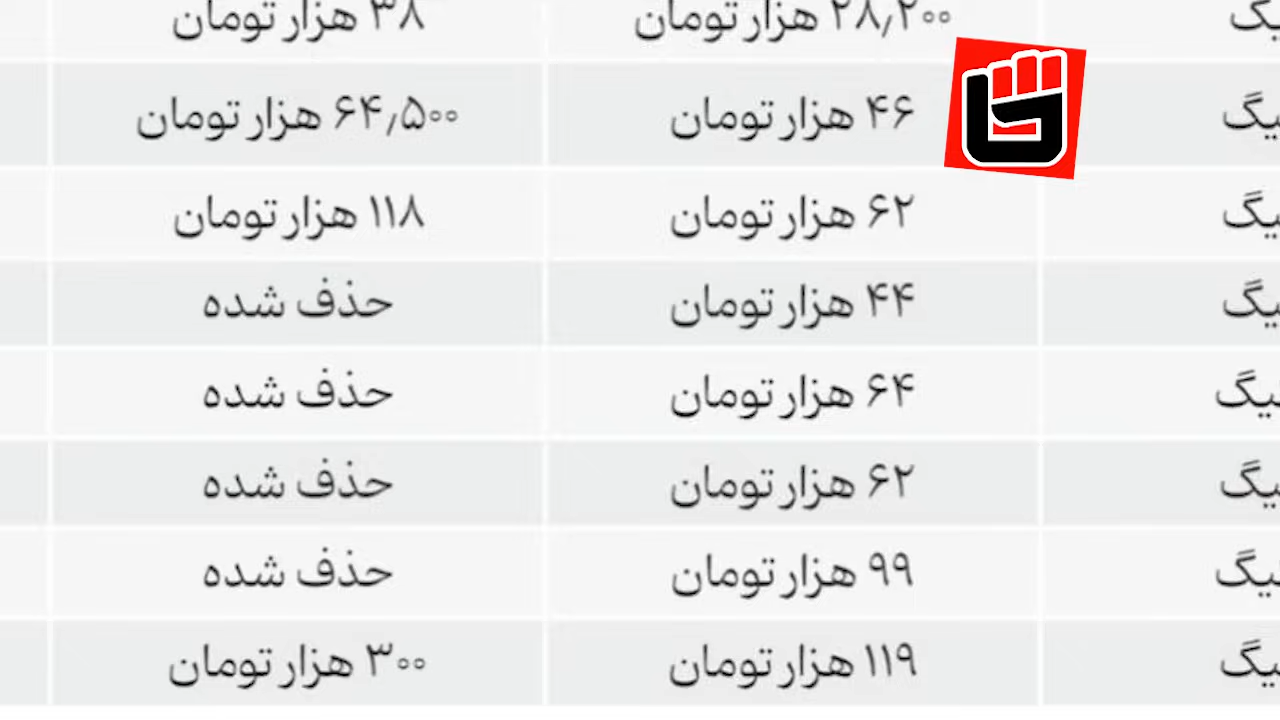 ۲۸٫۲۰۰ هزار تومان ۳۸ هزار تومان
۴۶ هزار تومان ۶۴٫۵۰۰ هزار تومان
۶۲ هزار تومان ۱۱۸ هزار تومان
۴۴ هزار تومان حذف شده
۶۴ هزار تومان حذف شده
۶۲ هزار تومان حذف شده
۹۹ هزار تومان حذف شده
۱۱۹ هزار تومان ۳۰۰ هزار تومان